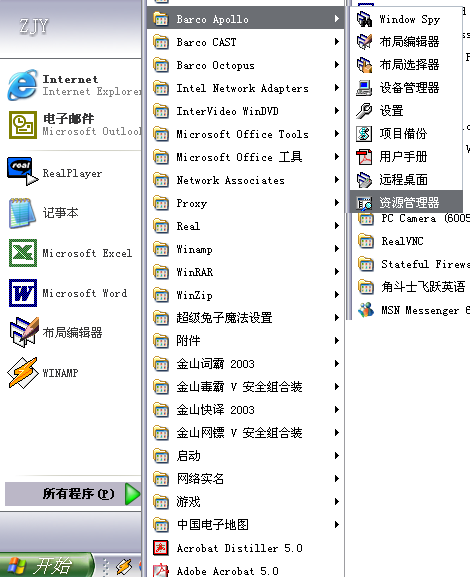 ZJY
Internet
Internet Explorer
电子邮件
Microsoft Outlook
RealPlayer
记事本
Microsoft Excel
Microsoft Word
布局编辑器
WINAMP
所有程序(P)
开始
Barco Apollo
Barco CAST
Barco Octopus
Intel Network Adapters
InterVideo WinDVD
Microsoft Office Tools
Microsoft Office 工具
Network Associates
Proxy
Real
Winamp
WinRAR
WinZip
超级兔子魔法设置
附件
金山词霸 2003
金山毒霸 V 安全组合装
金山快译 2003
金山网镖 V 安全组合装
启动
网络实名
游戏
中国电子地图
Acrobat Distiller 5.0
Adobe Acrobat 5.0
Window Spy
布局编辑器
布局选择器
设备管理器
设置
项目备份
用户手册
远程桌面
资源管理器
PC Camera (6005
RealVNC
Stateful Firewa
角斗士飞跃英语
MSN Messenger 6